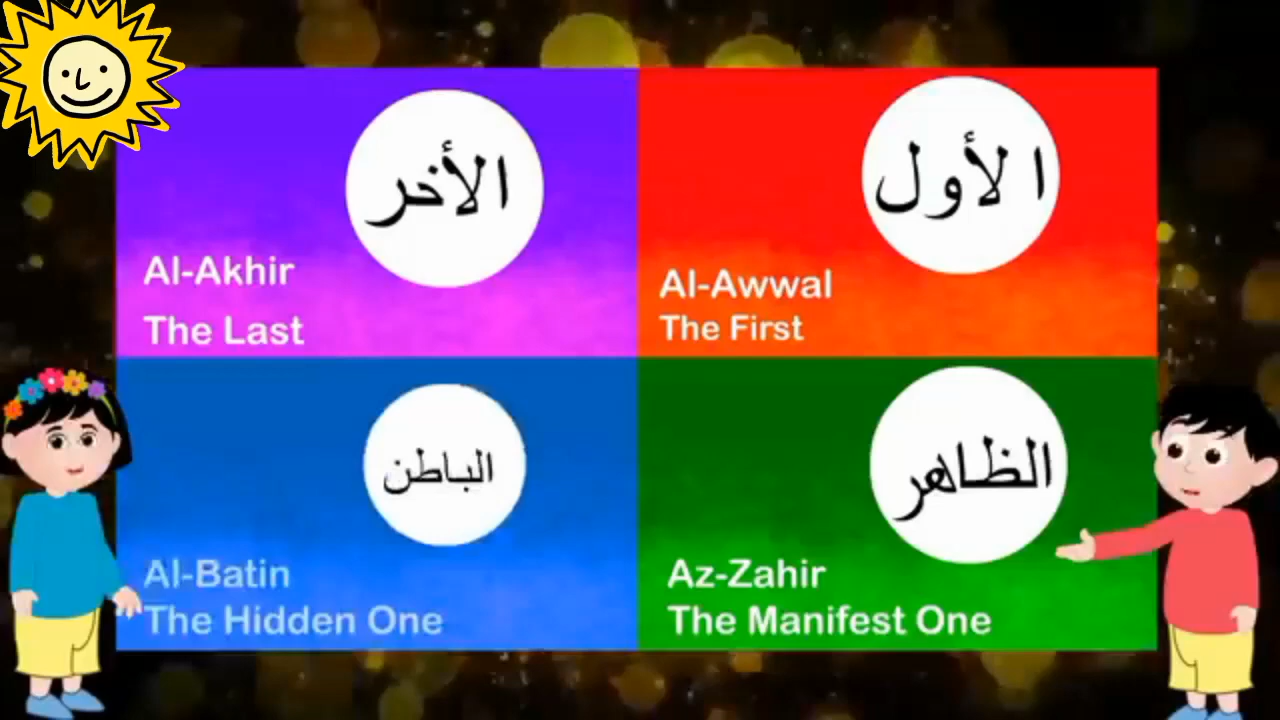 الأول
Al-Awwal
The First
الأخر
Al-Akhir
The Last
الظاهر
Az-Zahir
The Manifest One
الباطن
Al-Batin
The Hidden One